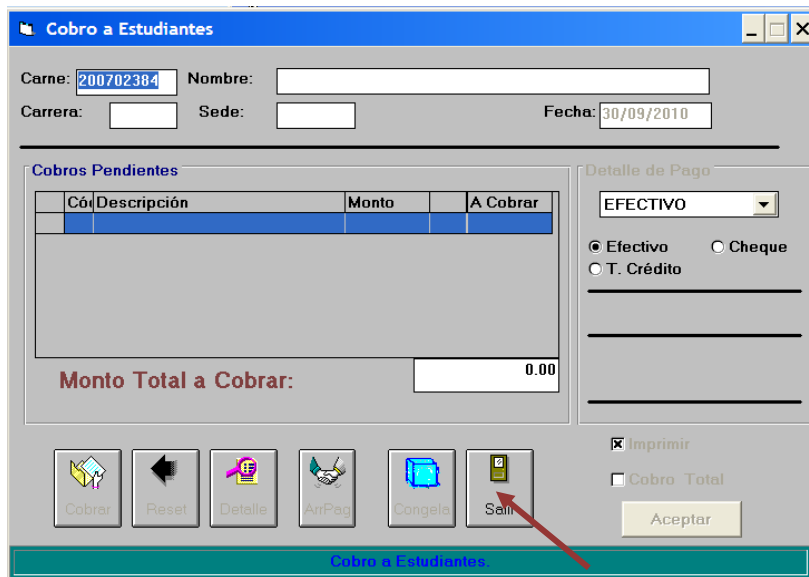 Cobro a Estudiantes
Carne: 200702384 Nombre:
Carrera: Sede: Fecha: 30/09/2010
Cobros Pendientes
Cód Descripción Monto A Cobrar
Monto Total a Cobrar: 0.00
Detalle de Pago
EFECTIVO
Efectivo Cheque
T. Crédito
Imprimir
Cobro Total
Aceptar
Cobrar Reset Detalle ArrPag Congela Salir
Cobro a Estudiantes.